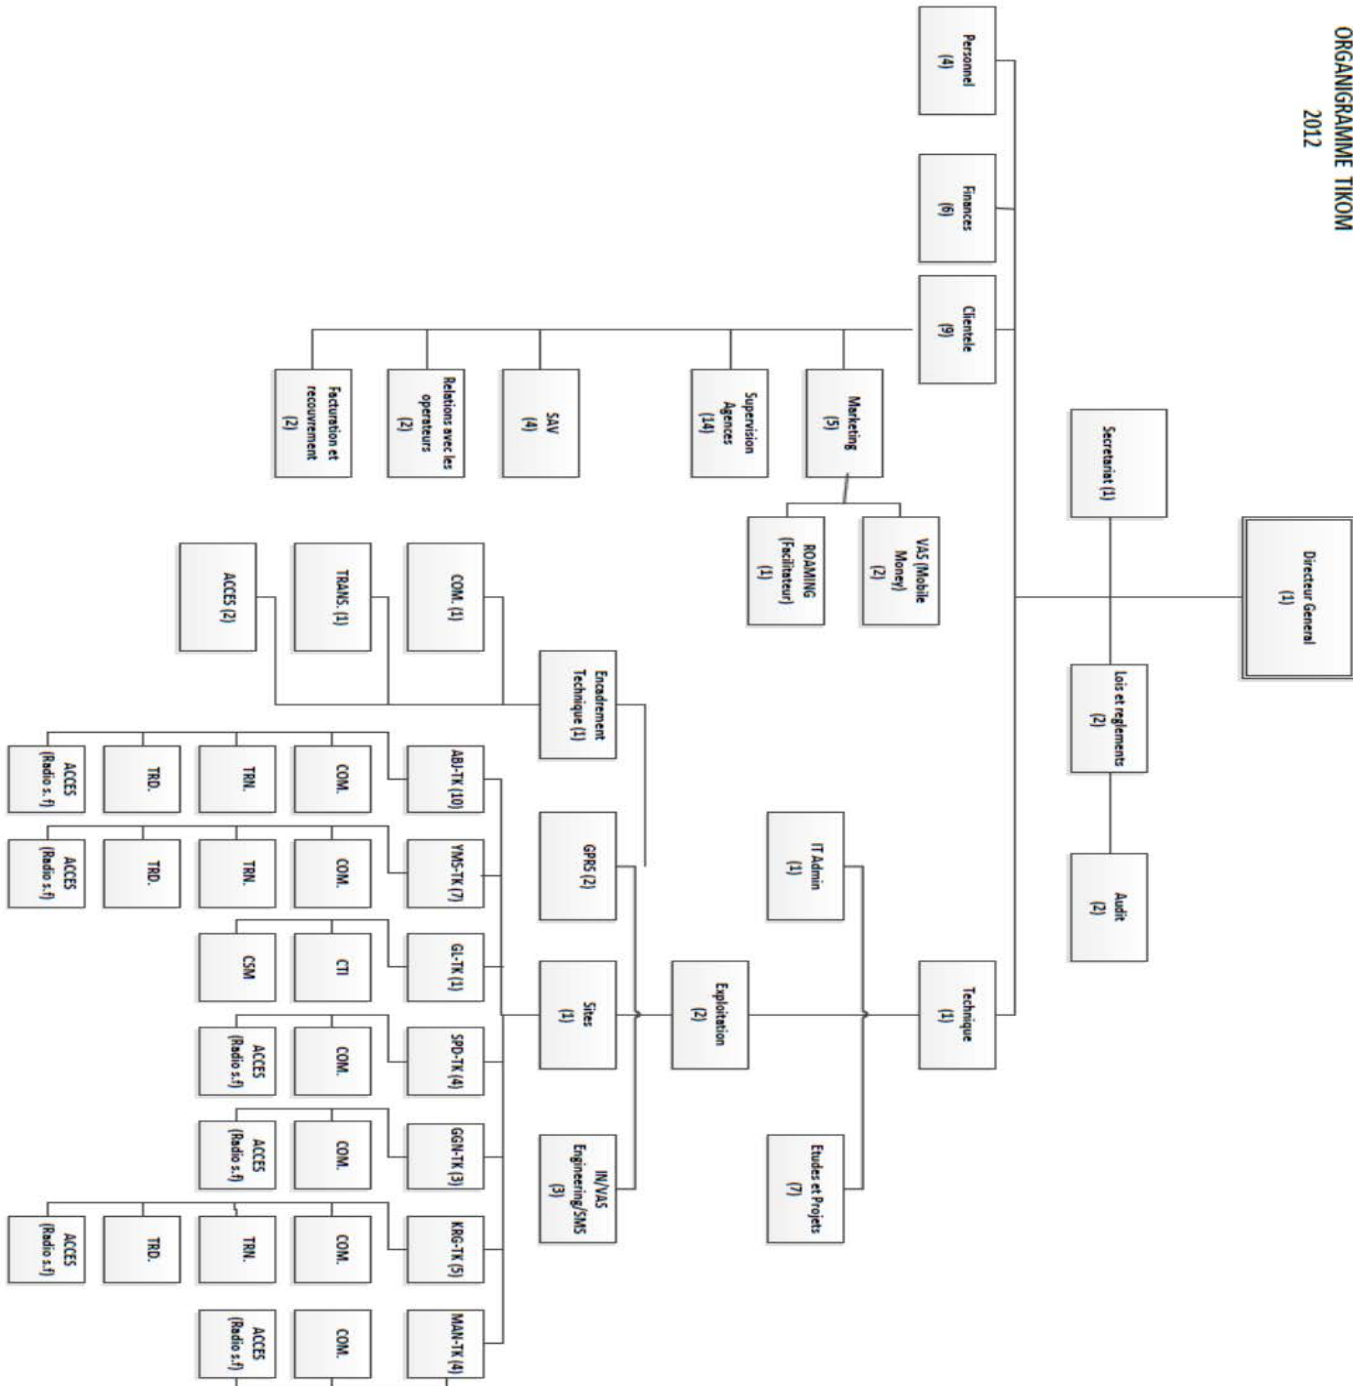 ORGANIGRAMME TIKOM
2012
Directeur General
(1)
Secretariat (1)
Lois et reglements
(2)
Audit
(2)
Personnel
(4)
Finances
(6)
Clientele
(9)
Technique
(1)
Marketing
(5)
VAS (Mobile
Money)
(2)
ROAMING
(Facilitateur)
(1)
Supervision
Agences
(14)
SAV
(4)
Relations avec les
operateurs
(2)
Facturation et
recouvrement
(2)
IT Admin
(1)
Etudes et Projets
(7)
Exploitation
(2)
Encadrement
Technique (1)
GPRS (2)
Sites
(1)
IN/VAS
Engineering/SMS
(3)
COM. (1)
TRANS. (1)
ACCES (2)
ABJ-TK (10)
COM.
TRN.
TRD.
ACCES
(Radio s. f)
YMS-TK (7)
COM.
TRN.
TRD.
ACCES
(Radio s.f)
GL-TK (1)
CTI
CSM
SPD-TK (4)
COM.
ACCES
(Radio s.f)
GGN-TK (3)
COM.
ACCES
(Radio s.f)
KRG-TK (5)
COM.
TRN.
TRD.
ACCES
(Radio s.f)
MAN-TK (4)
COM.
ACCES
(Radio s.f)